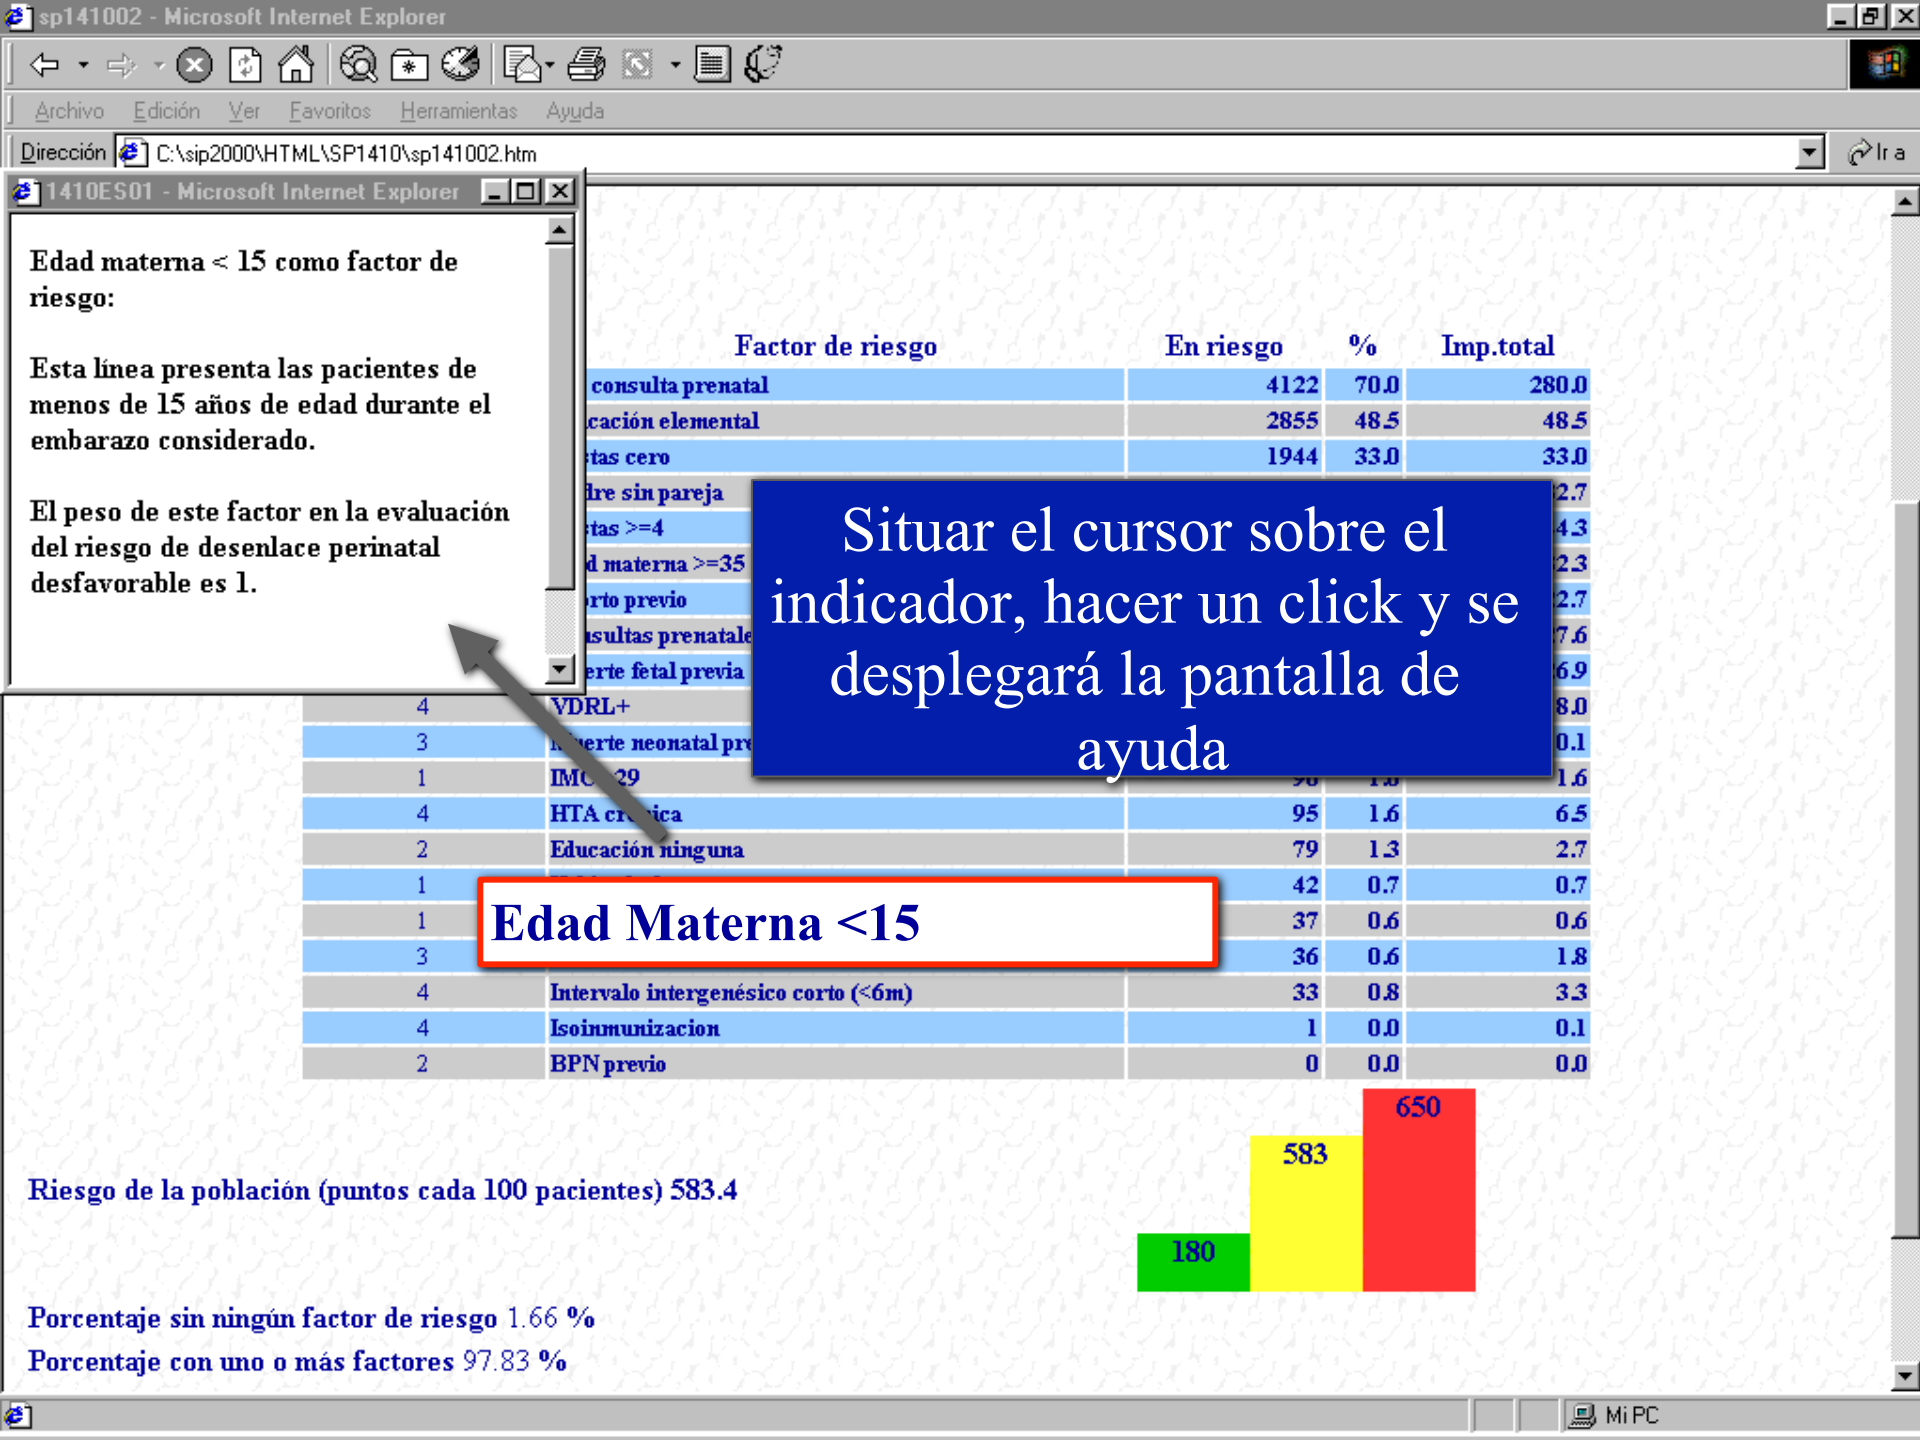 sp141002 - Microsoft Internet Explorer
Archivo Edición Ver Favoritos Herramientas Ayuda
Dirección C:\sip2000\HTML\SP1410\sp141002.htm Ir a
1410ES01 - Microsoft Internet Explorer
Edad materna < 15 como factor de
riesgo:
Esta línea presenta las pacientes de
menos de 15 años de edad durante el
embarazo considerado.
El peso de este factor en la evaluación
del riesgo de desenlace perinatal
desfavorable es 1.
Factor de riesgo En riesgo % Imp.total
consulta prenatal 4122 70.0 280.0
elemental 2855 48.5 48.5
cero 1944 33.0 33.0
sin pareja
>=4
materna >=35
previo
fetal previa
4 VDRL+ 8.0
3 neonatal 0.1
1 1.6
4 HTA 95 1.6 6.5
2 Educación ninguna 79 1.3 2.7
1 42 0.7 0.7
1 37 0.6 0.6
3 36 0.6 1.8
4 Intervalo intergenésico corto (<6m) 33 0.8 3.3
4 Isoinmunizacion 1 0.0 0.1
2 BPN previo 0 0.0 0.0
Situar el cursor sobre el
indicador, hacer un click y se
desplegará la pantalla de
ayuda
Edad Materna <15
650
583
180
Riesgo de la población (puntos cada 100 pacientes) 583.4
Porcentaje sin ningún factor de riesgo 1.66 %
Porcentaje con uno o más factores 97.83 %
Mi PC